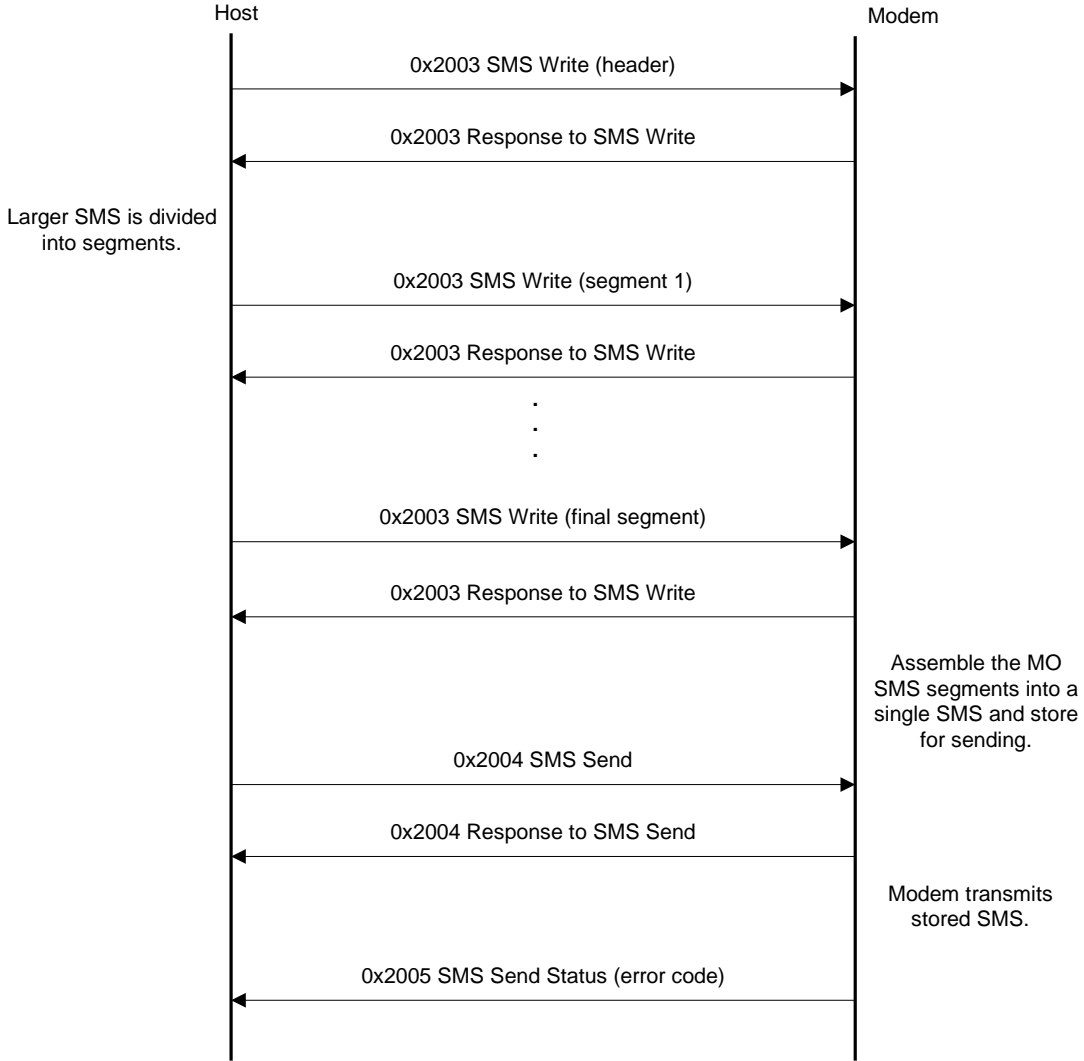 Host
Modem
0x2003 SMS Write (header)
0x2003 Response to SMS Write
Larger SMS is divided
into segments.
0x2003 SMS Write (segment 1)
0x2003 Response to SMS Write
.
.
.
0x2003 SMS Write (final segment)
0x2003 Response to SMS Write
Assemble the MO
SMS segments into a
single SMS and store
for sending.
0x2004 SMS Send
0x2004 Response to SMS Send
Modem transmits
stored SMS.
0x2005 SMS Send Status (error code)